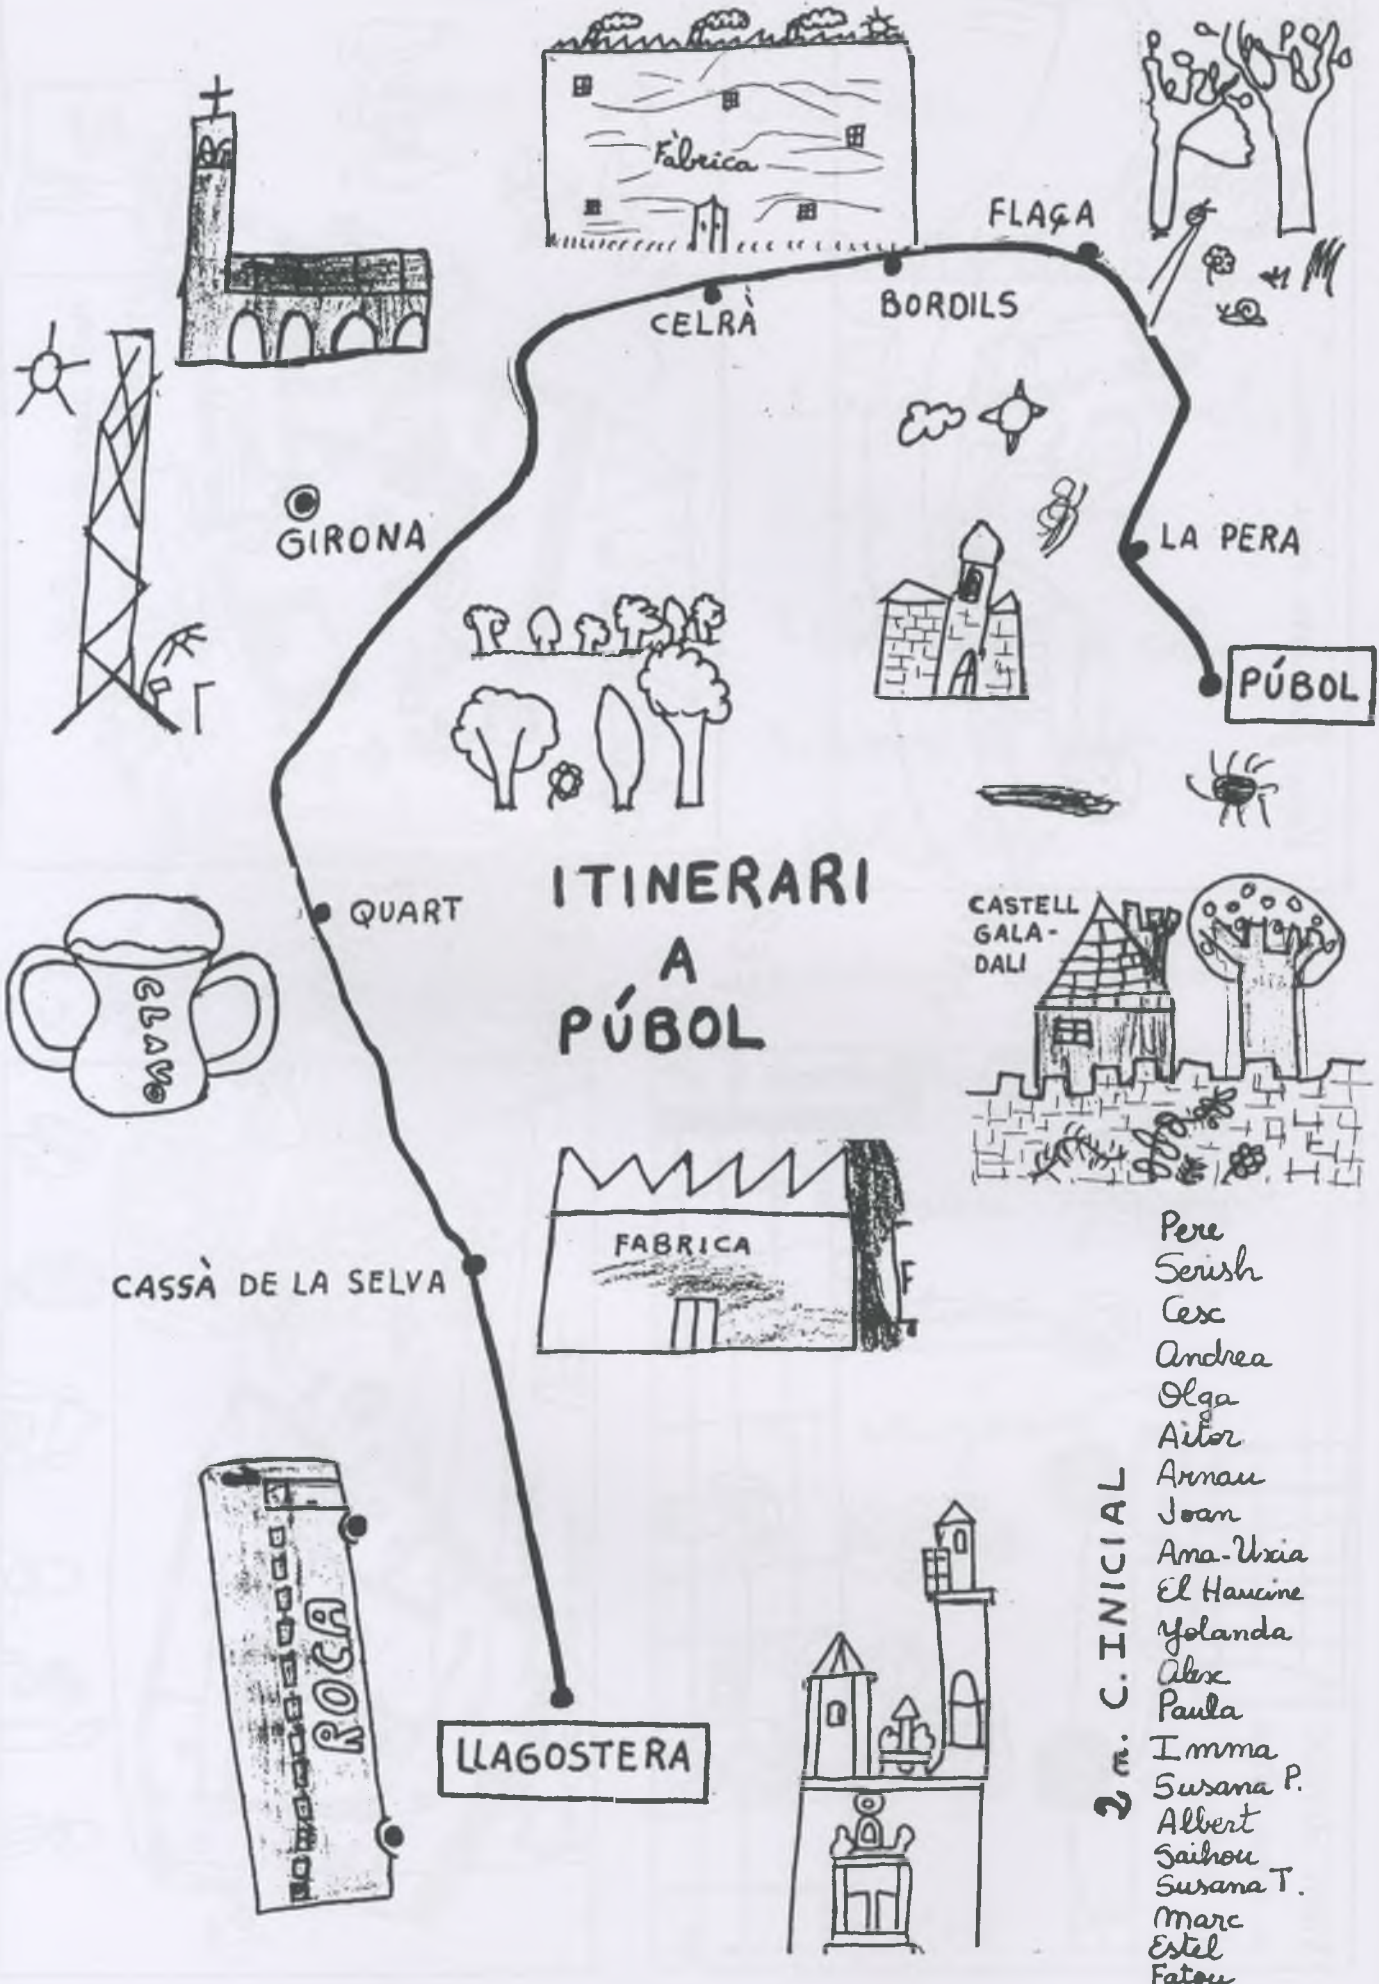 Fàbrica
FLAÇA
CELRÀ
BORDILS
GIRONA
LA PERA
PÚBOL
QUART
ITINERARI
A
PÚBOL
CASTELL
GALA-
DALI
FABRICA
CASSÀ DE LA SELVA
ROCA
LLAGOSTERA
2n. C. INICIAL
Pere
Serish
Cesc
Andrea
Olga
Aitor
Arnau
Joan
Ana-Uxia
El Haucine
Yolanda
Alex
Paula
Imma
Susana P.
Albert
Saihou
Susana T.
Marc
Estel
Fatou